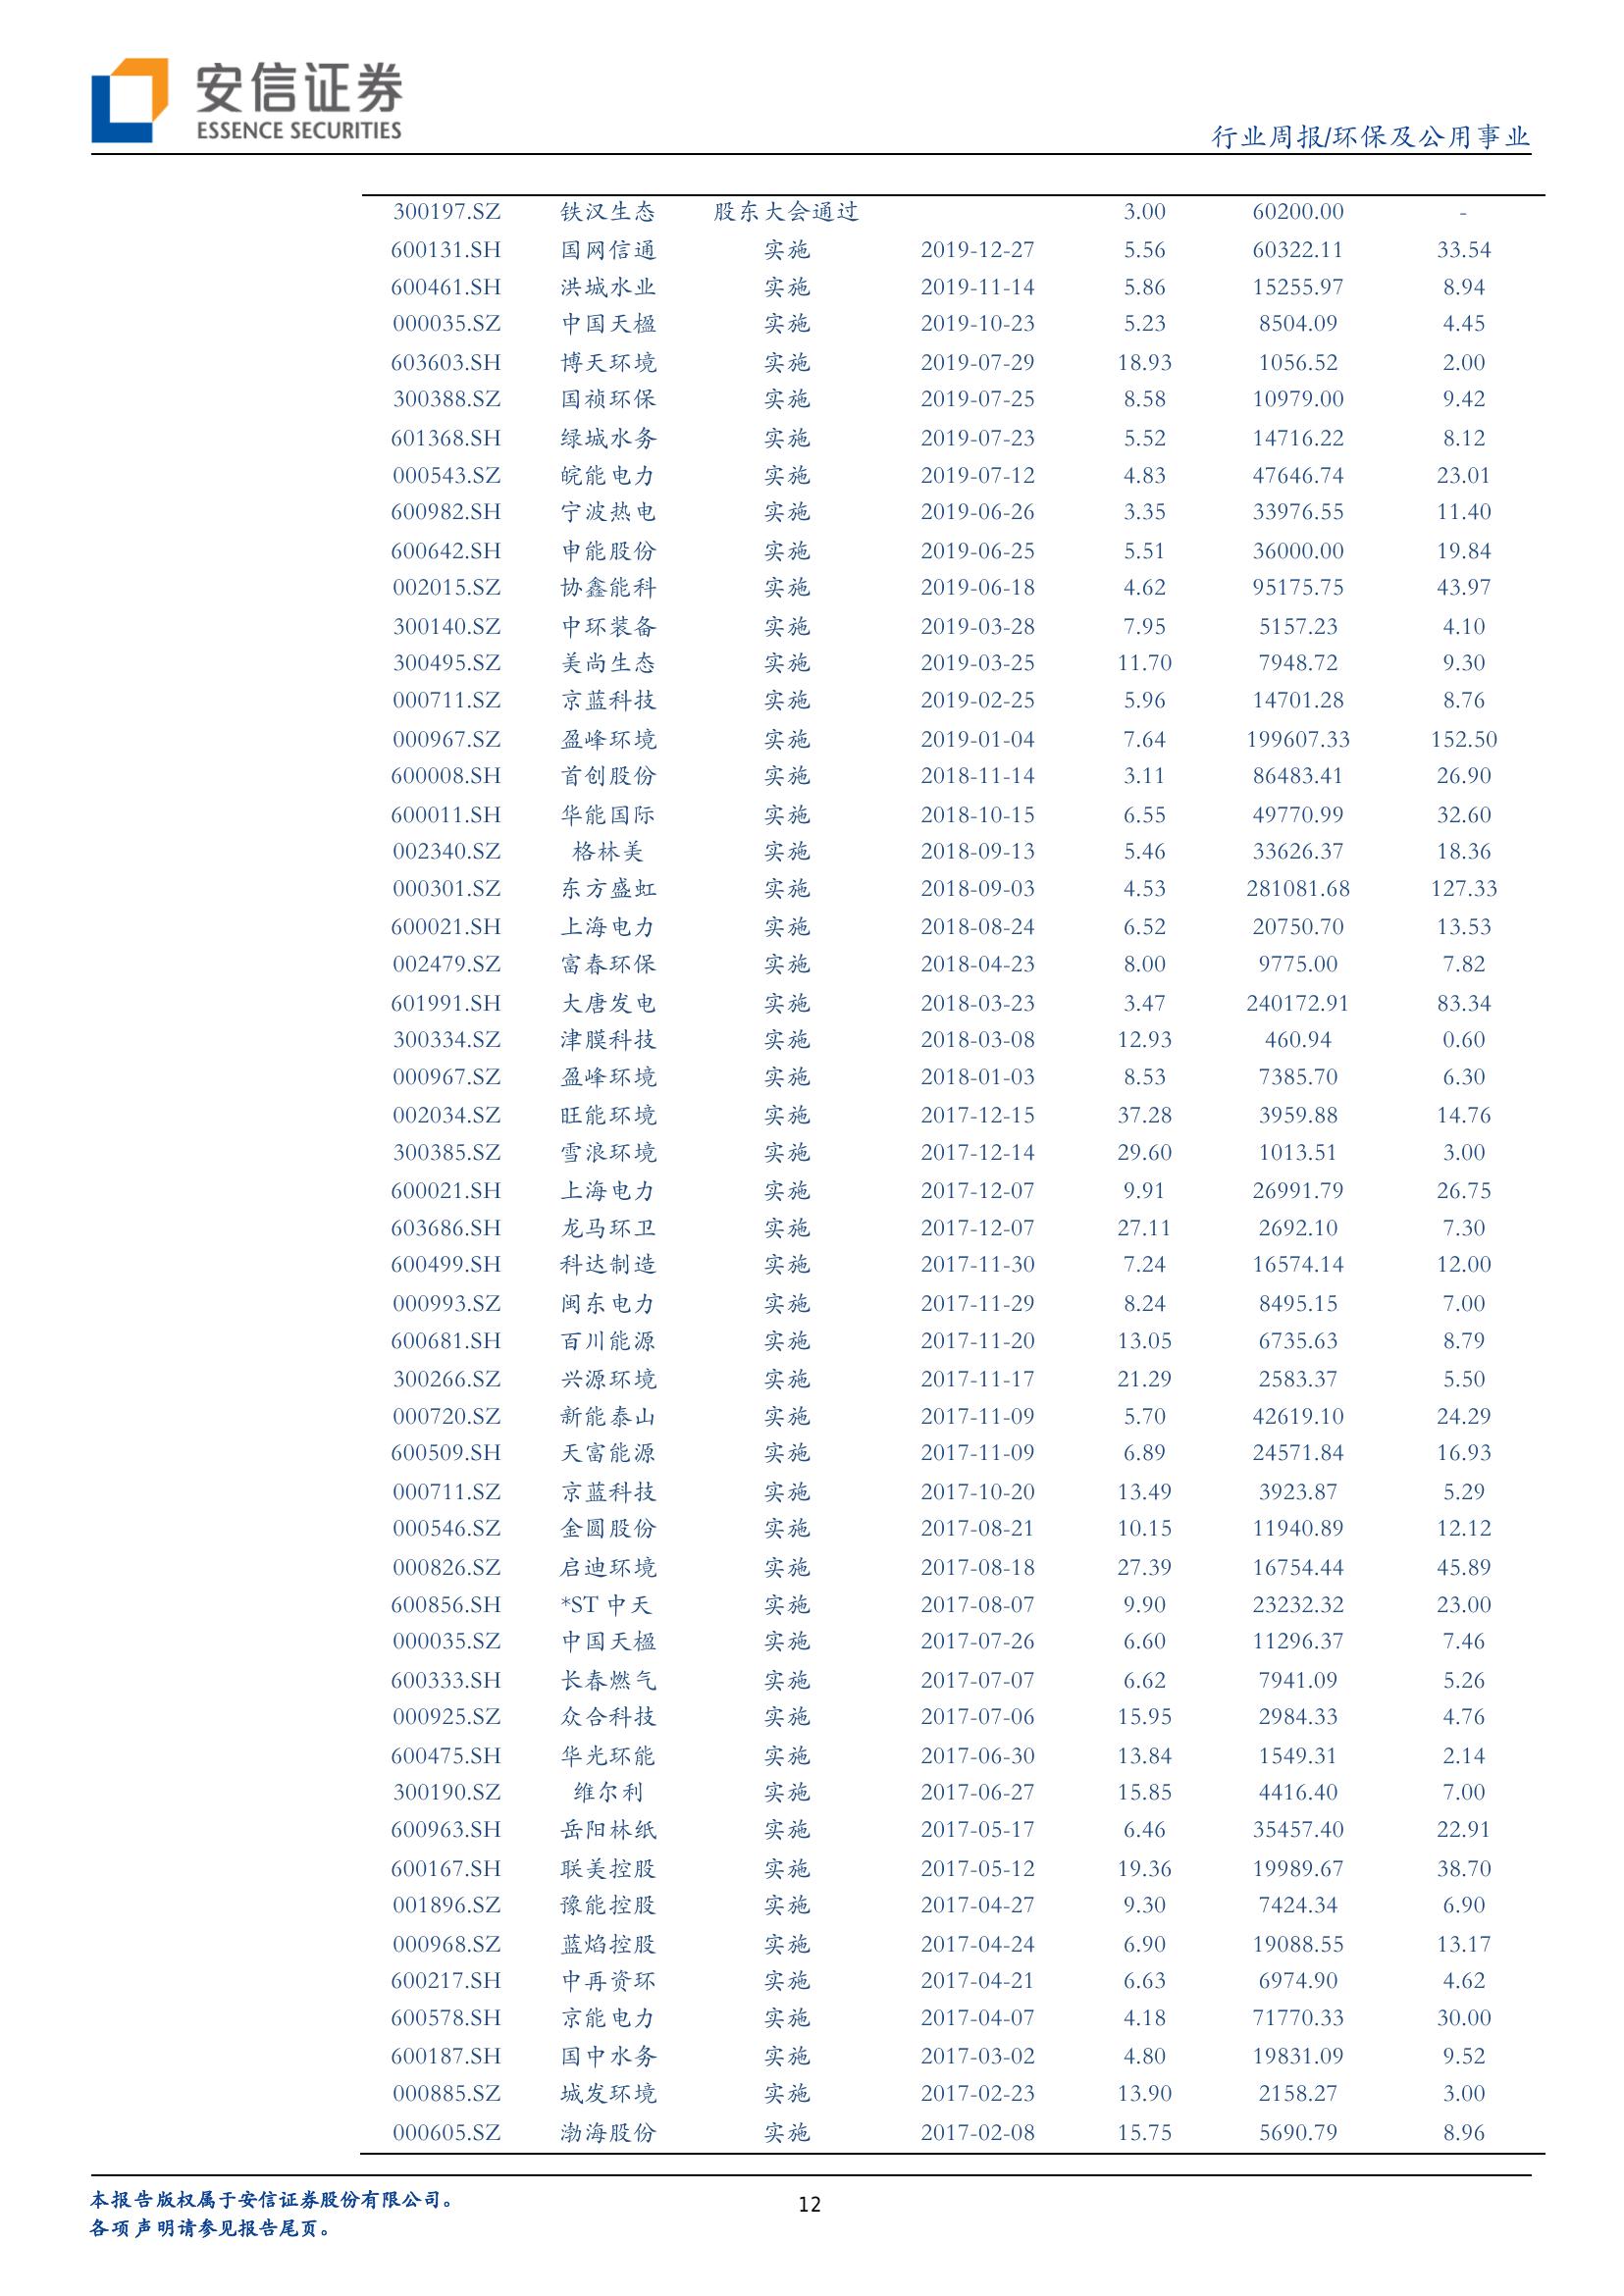 安信证券
ESSENCE SECURITIES
行业周报/环保及公用事业
300197.SZ 铁汉生态 股东大会通过 3.00 60200.00 -
600131.SH 国网信通 实施 2019-12-27 5.56 60322.11 33.54
600461.SH 洪城水业 实施 2019-11-14 5.86 15255.97 8.94
000035.SZ 中国天楹 实施 2019-10-23 5.23 8504.09 4.45
603603.SH 博天环境 实施 2019-07-29 18.93 1056.52 2.00
300388.SZ 国祯环保 实施 2019-07-25 8.58 10979.00 9.42
601368.SH 绿城水务 实施 2019-07-23 5.52 14716.22 8.12
000543.SZ 皖能电力 实施 2019-07-12 4.83 47646.74 23.01
600982.SH 宁波热电 实施 2019-06-26 3.35 33976.55 11.40
600642.SH 申能股份 实施 2019-06-25 5.51 36000.00 19.84
002015.SZ 协鑫能科 实施 2019-06-18 4.62 95175.75 43.97
300140.SZ 中环装备 实施 2019-03-28 7.95 5157.23 4.10
300495.SZ 美尚生态 实施 2019-03-25 11.70 7948.72 9.30
000711.SZ 京蓝科技 实施 2019-02-25 5.96 14701.28 8.76
000967.SZ 盈峰环境 实施 2019-01-04 7.64 199607.33 152.50
600008.SH 首创股份 实施 2018-11-14 3.11 86483.41 26.90
600011.SH 华能国际 实施 2018-10-15 6.55 49770.99 32.60
002340.SZ 格林美 实施 2018-09-13 5.46 33626.37 18.36
000301.SZ 东方盛虹 实施 2018-09-03 4.53 281081.68 127.33
600021.SH 上海电力 实施 2018-08-24 6.52 20750.70 13.53
002479.SZ 富春环保 实施 2018-04-23 8.00 9775.00 7.82
601991.SH 大唐发电 实施 2018-03-23 3.47 240172.91 83.34
300334.SZ 津膜科技 实施 2018-03-08 12.93 460.94 0.60
000967.SZ 盈峰环境 实施 2018-01-03 8.53 7385.70 6.30
002034.SZ 旺能环境 实施 2017-12-15 37.28 3959.88 14.76
300385.SZ 雪浪环境 实施 2017-12-14 29.60 1013.51 3.00
600021.SH 上海电力 实施 2017-12-07 9.91 26991.79 26.75
603686.SH 龙马环卫 实施 2017-12-07 27.11 2692.10 7.30
600499.SH 科达制造 实施 2017-11-30 7.24 16574.14 12.00
000993.SZ 闽东电力 实施 2017-11-29 8.24 8495.15 7.00
600681.SH 百川能源 实施 2017-11-20 13.05 6735.63 8.79
300266.SZ 兴源环境 实施 2017-11-17 21.29 2583.37 5.50
000720.SZ 新能泰山 实施 2017-11-09 5.70 42619.10 24.29
600509.SH 天富能源 实施 2017-11-09 6.89 24571.84 16.93
000711.SZ 京蓝科技 实施 2017-10-20 13.49 3923.87 5.29
000546.SZ 金圆股份 实施 2017-08-21 10.15 11940.89 12.12
000826.SZ 启迪环境 实施 2017-08-18 27.39 16754.44 45.89
600856.SH *ST 中天 实施 2017-08-07 9.90 23232.32 23.00
000035.SZ 中国天楹 实施 2017-07-26 6.60 11296.37 7.46
600333.SH 长春燃气 实施 2017-07-07 6.62 7941.09 5.26
000925.SZ 众合科技 实施 2017-07-06 15.95 2984.33 4.76
600475.SH 华光环能 实施 2017-06-30 13.84 1549.31 2.14
300190.SZ 维尔利 实施 2017-06-27 15.85 4416.40 7.00
600963.SH 岳阳林纸 实施 2017-05-17 6.46 35457.40 22.91
600167.SH 联美控股 实施 2017-05-12 19.36 19989.67 38.70
001896.SZ 豫能控股 实施 2017-04-27 9.30 7424.34 6.90
000968.SZ 蓝焰控股 实施 2017-04-24 6.90 19088.55 13.17
600217.SH 中再资环 实施 2017-04-21 6.63 6974.90 4.62
600578.SH 京能电力 实施 2017-04-07 4.18 71770.33 30.00
600187.SH 国中水务 实施 2017-03-02 4.80 19831.09 9.52
000885.SZ 城发环境 实施 2017-02-23 13.90 2158.27 3.00
000605.SZ 渤海股份 实施 2017-02-08 15.75 5690.79 8.96
本报告版权属于安信证券股份有限公司。
各项声明请参见报告尾页。
12